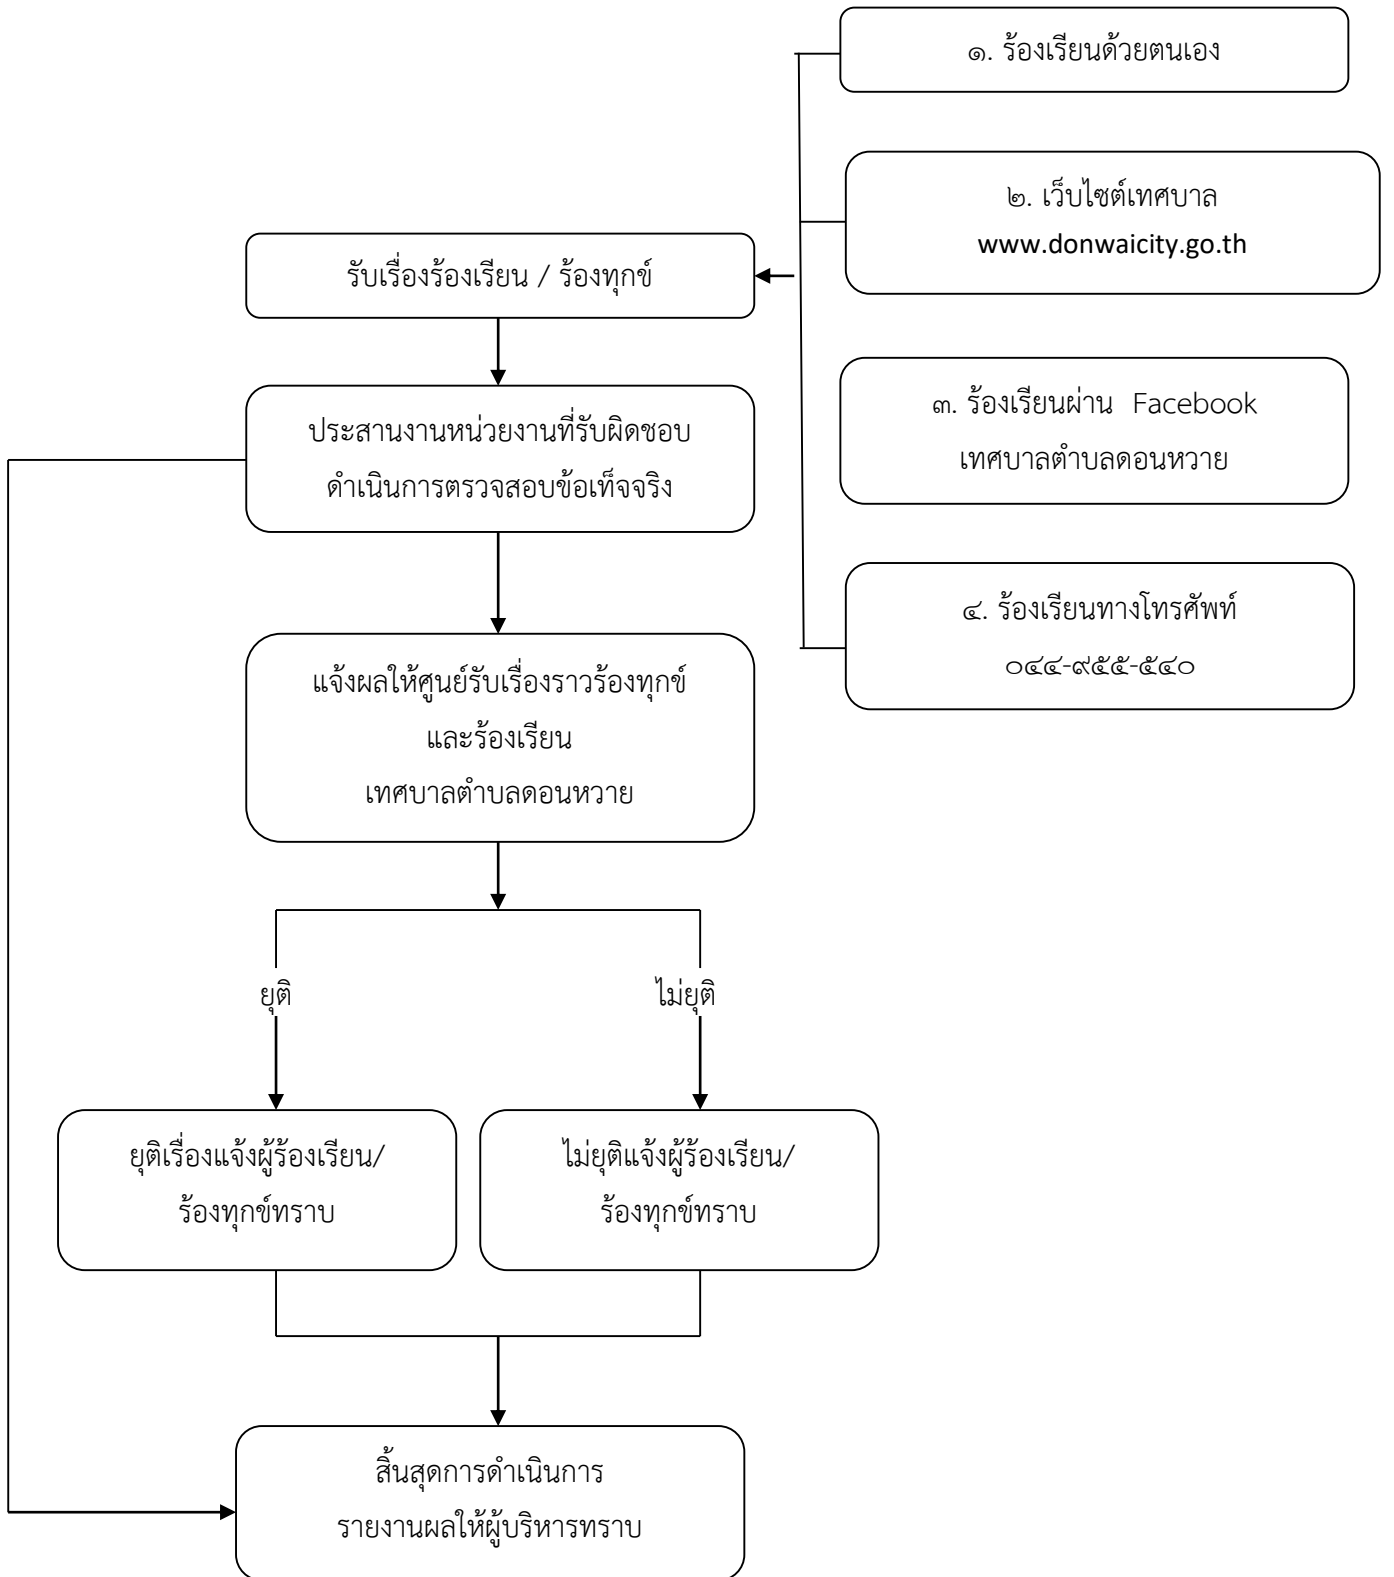 ๑. ร้องเรียนด้วยตนเอง
๒. เว็บไซต์เทศบาล
www.donwaicity.go.th
รับเรื่องร้องเรียน / ร้องทุกข์
๓. ร้องเรียนผ่าน Facebook
เทศบาลตำบลดอนหวาย
ประสานงานหน่วยงานที่รับผิดชอบ
ดำเนินการตรวจสอบข้อเท็จจริง
๔. ร้องเรียนทางโทรศัพท์
๐๔๔-๙๕๕-๕๔๐
แจ้งผลให้ศูนย์รับเรื่องราวร้องทุกข์
และร้องเรียน
เทศบาลตำบลดอนหวาย
ยุติ
ไม่ยุติ
ยุติเรื่องแจ้งผู้ร้องเรียน/
ร้องทุกข์ทราบ
ไม่ยุติแจ้งผู้ร้องเรียน/
ร้องทุกข์ทราบ
สิ้นสุดการดำเนินการ
รายงานผลให้ผู้บริหารทราบ